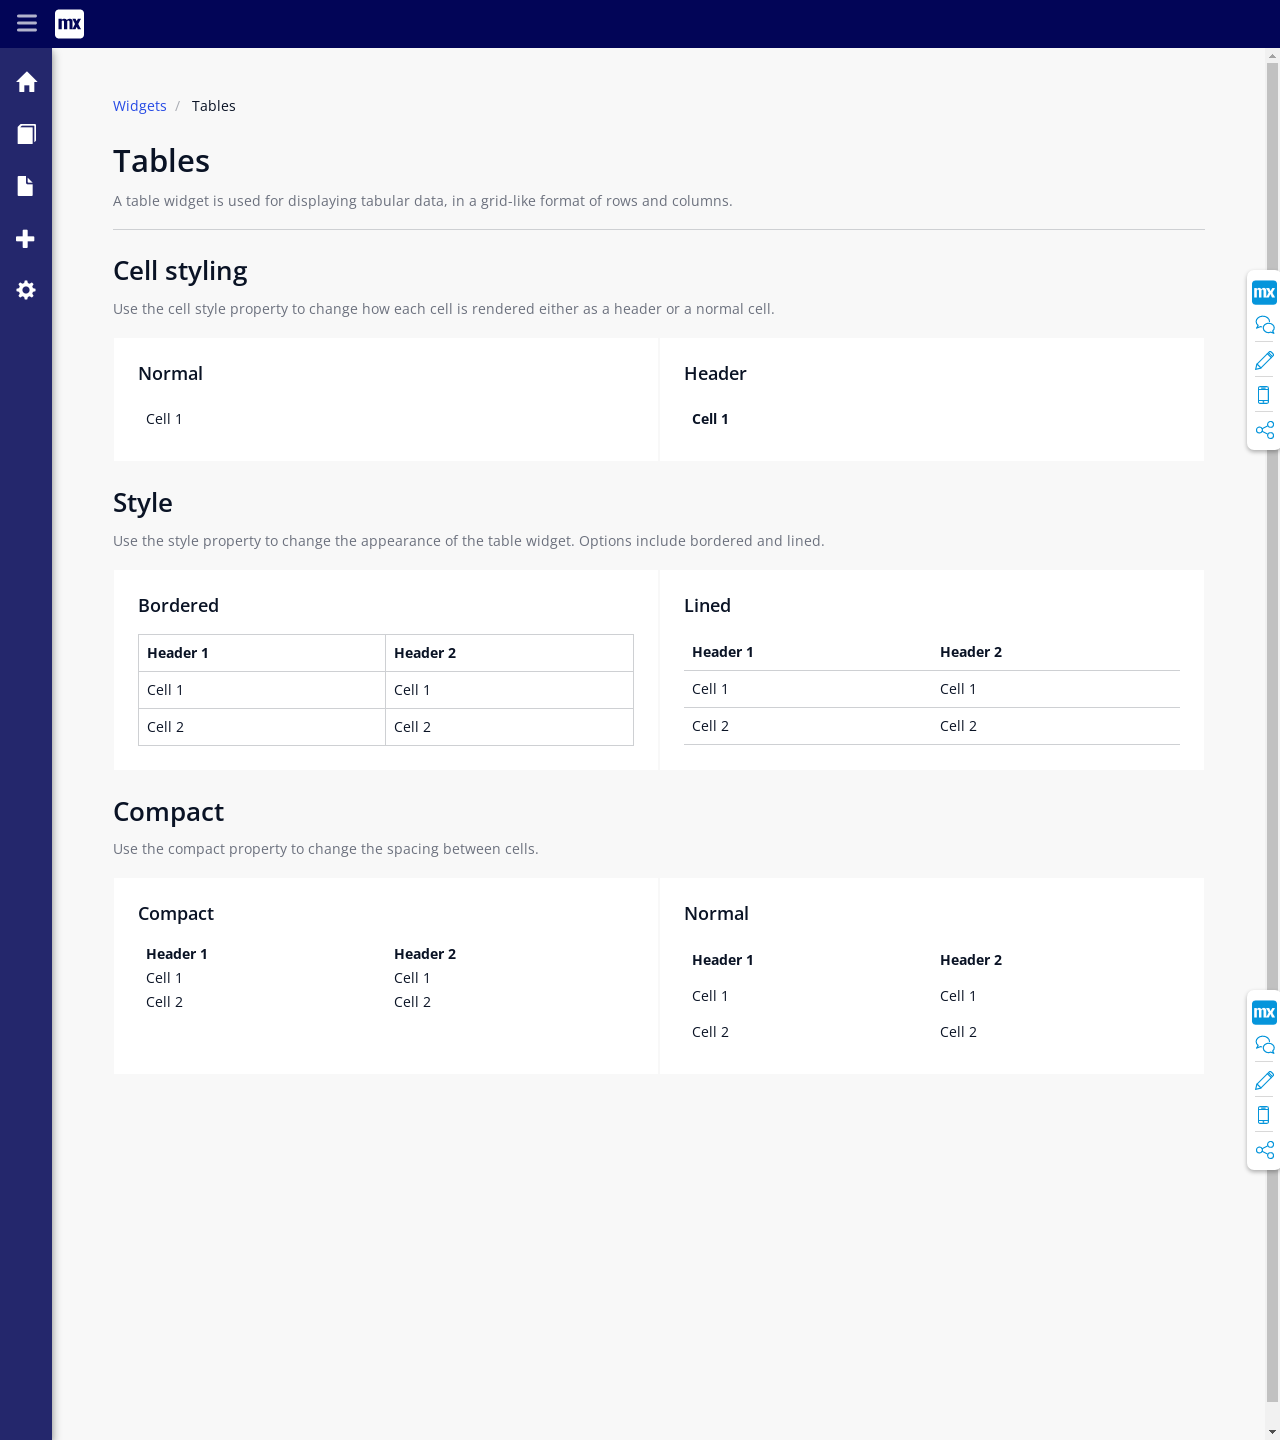 mx
Widgets / Tables
Tables
A table widget is used for displaying tabular data, in a grid-like format of rows and columns.
Cell styling
Use the cell style property to change how each cell is rendered either as a header or a normal cell.
Normal
Cell 1
Header
Cell 1
Style
Use the style property to change the appearance of the table widget. Options include bordered and lined.
Bordered
Header 1 Header 2
Cell 1 Cell 1
Cell 2 Cell 2
Lined
Header 1 Header 2
Cell 1 Cell 1
Cell 2 Cell 2
Compact
Use the compact property to change the spacing between cells.
Compact
Header 1 Header 2
Cell 1 Cell 1
Cell 2 Cell 2
Normal
Header 1 Header 2
Cell 1 Cell 1
Cell 2 Cell 2
mx
mx